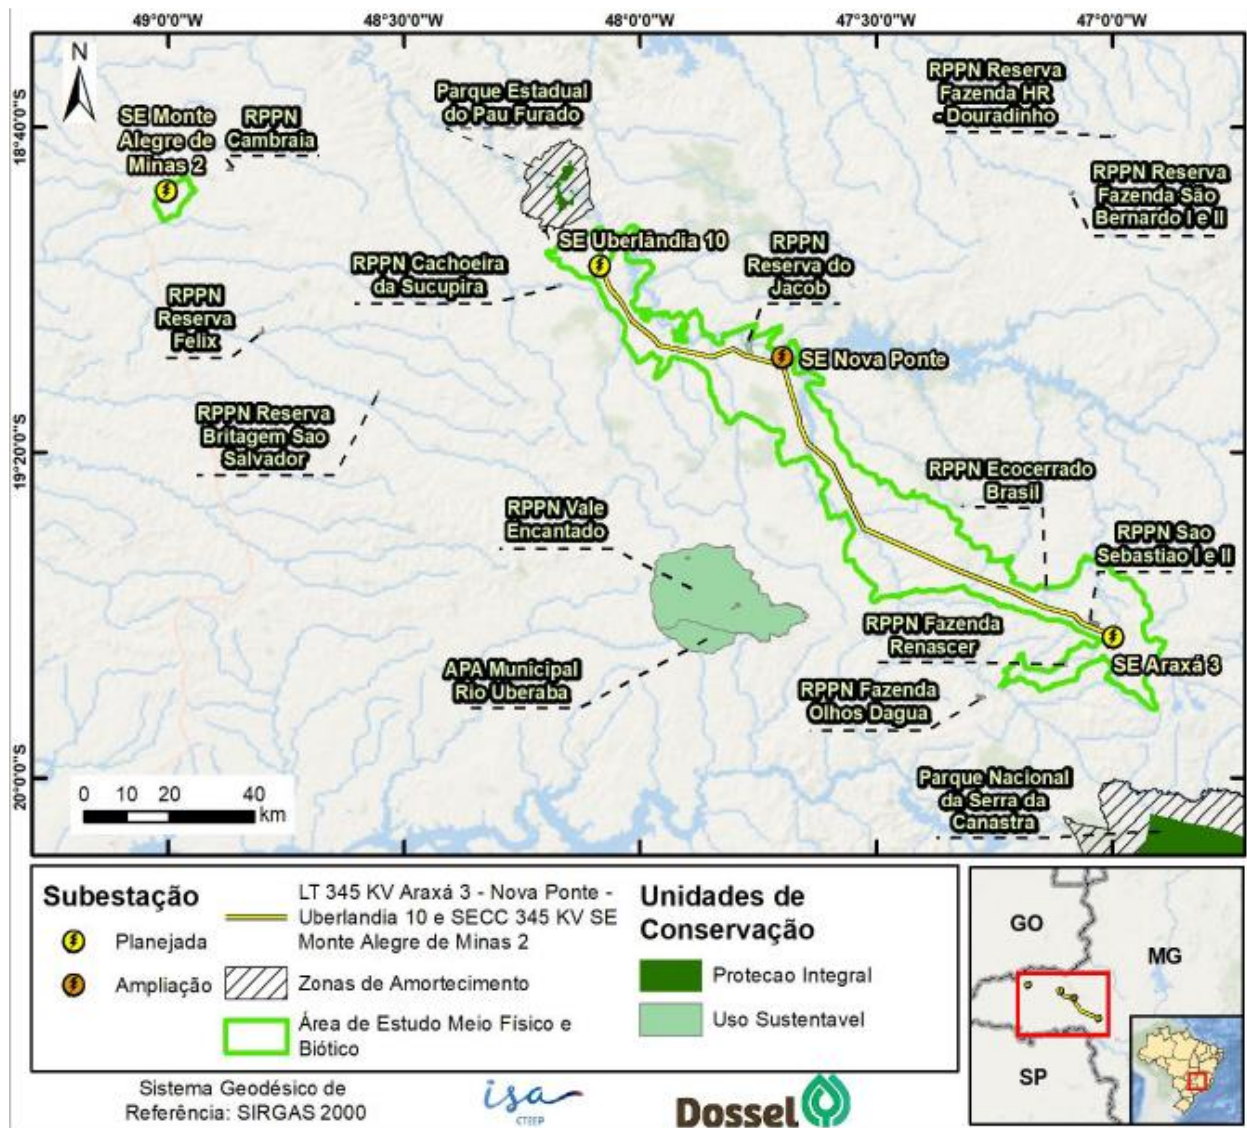 49°0'0"W
48°30'0"W
48°0'0"W
47°30'0"W
47°0'0"W
N
18°40'0"S
19°20'0"S
20°0'0"S
SE Monte
Alegre de
Minas 2
RPPN
Cambraia
Parque Estadual
do Pau Furado
RPPN Reserva
Fazenda HR
- Douradinho
RPPN Reserva
Fazenda São
Bernardo I e II
SE Uberlândia 10
RPPN
Reserva do
Jacob
RPPN Cachoeira
da Sucupira
RPPN
Reserva
Felix
SE Nova Ponte
RPPN Reserva
Britagem Sao
Salvador
RPPN Ecocerrado
Brasil
RPPN Vale
Encantado
RPPN Sao
Sebastiao I e II
RPPN Fazenda
Renascer
SE Araxá 3
APA Municipal
Rio Uberaba
RPPN Fazenda
Olhos Dagua
Parque Nacional
da Serra da
Canastra
0 10 20 40
km
Subestação
Planejada
Ampliação
LT 345 KV Araxá 3 - Nova Ponte -
Uberlandia 10 e SECC 345 KV SE
Monte Alegre de Minas 2
Zonas de Amortecimento
Área de Estudo Meio Físico e
Biótico
Unidades de
Conservação
Protecao Integral
Uso Sustentavel
GO
MG
SP
Sistema Geodésico de
Referência: SIRGAS 2000
isa
CTEEP
Dossel